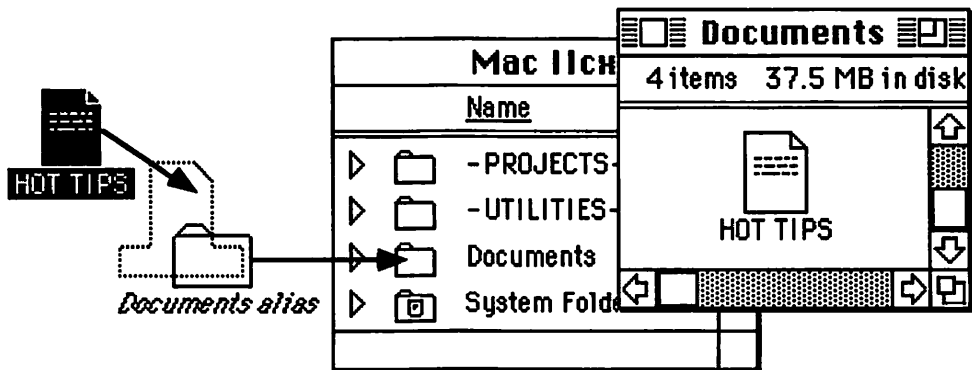 HOT TIPS
Documents alias
Mac IIcx
Name
-PROJECTS-
-UTILITIES-
Documents
System Folde
Documents
4 items 37.5 MB in disk
HOT TIPS